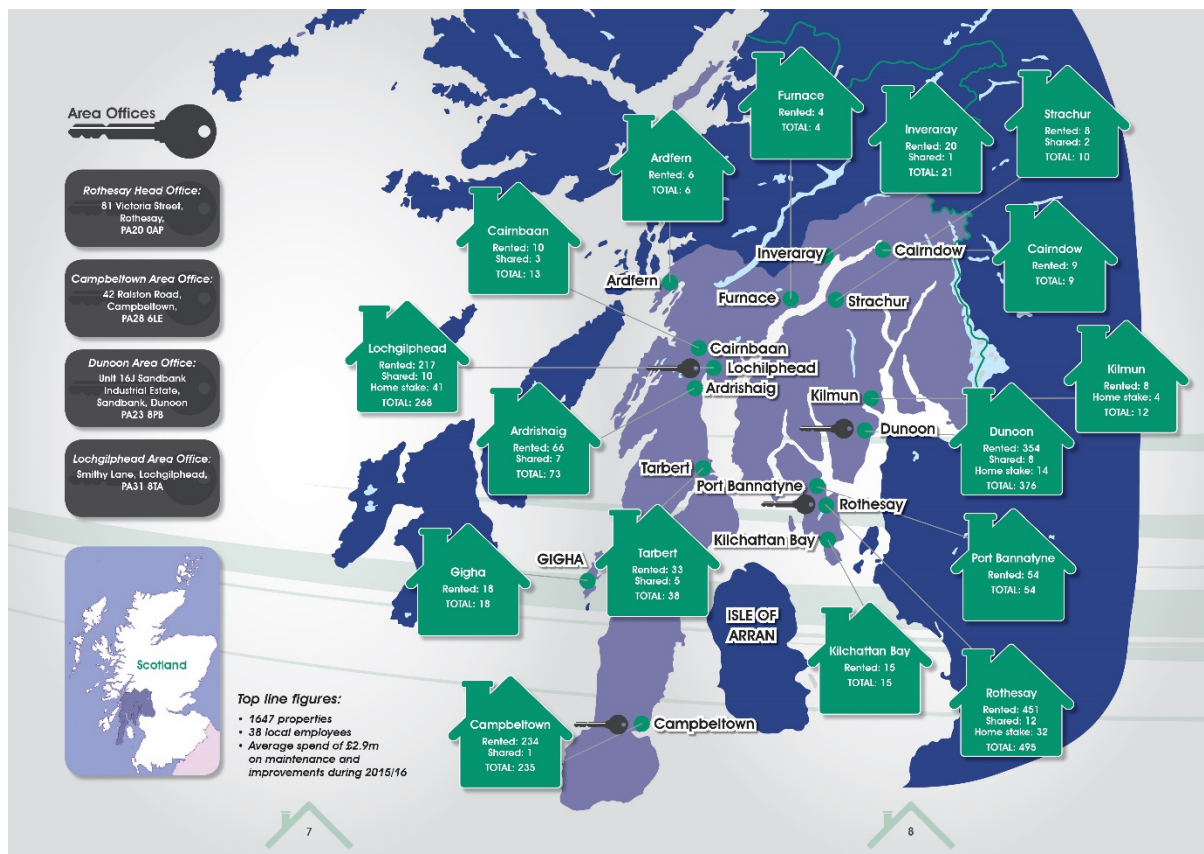 Area Offices
Rothesay Head Office:
81 Victoria Street,
Rothesay,
PA20 0AP
Campbeltown Area Office:
42 Ralston Road,
Campbeltown,
PA28 6LE
Dunoon Area Office:
Unit 16J Sandbank
Industrial Estate,
Sandbank, Dunoon
PA23 8PB
Lochgilphead Area Office:
Smithy Lane, Lochgilphead,
PA31 8TA
Scotland
Top line figures:
• 1647 properties
• 38 local employees
• Average spend of £2.9m
on maintenance and
improvements during 2015/16
7
Furnace
Rented: 4
TOTAL: 4
Inveraray
Rented: 20
Shared: 1
TOTAL: 21
Strachur
Rented: 8
Shared: 2
TOTAL: 10
Ardfern
Rented: 6
TOTAL: 6
Cairnbaan
Rented: 10
Shared: 3
TOTAL: 13
Cairndow
Rented: 9
TOTAL: 9
Lochgilphead
Rented: 217
Shared: 10
Home stake: 41
TOTAL: 268
Kilmun
Rented: 8
Home stake: 4
TOTAL: 12
Ardrishaig
Rented: 66
Shared: 7
TOTAL: 73
Dunoon
Rented: 354
Shared: 8
Home stake: 14
TOTAL: 376
Gigha
Rented: 18
TOTAL: 18
Tarbert
Rented: 33
Shared: 5
TOTAL: 38
Port Bannatyne
Rented: 54
TOTAL: 54
Kilchattan Bay
Rented: 15
TOTAL: 15
Campbeltown
Rented: 234
Shared: 1
TOTAL: 235
Rothesay
Rented: 451
Shared: 12
Home stake: 32
TOTAL: 495
Inveraray
Cairndow
Ardfern
Furnace
Strachur
Cairnbaan
Lochilphead
Ardrishaig
Kilmun
Dunoon
Tarbert
Port Bannatyne
Rothesay
Kilchattan Bay
GIGHA
ISLE OF
ARRAN
Campbeltown
8